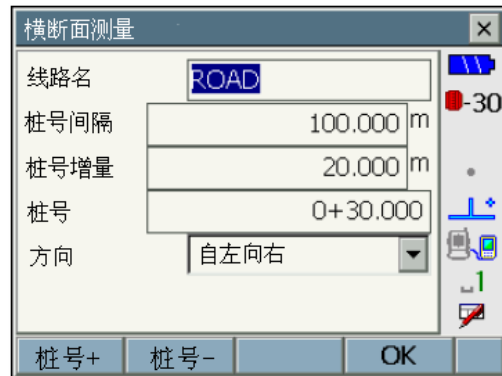 横断面测量
线路名 ROAD
-30
桩号间隔 100.000 m
桩号增量 20.000 m
桩号 0+30.000
方向 自左向右
1
桩号+ 桩号- OK